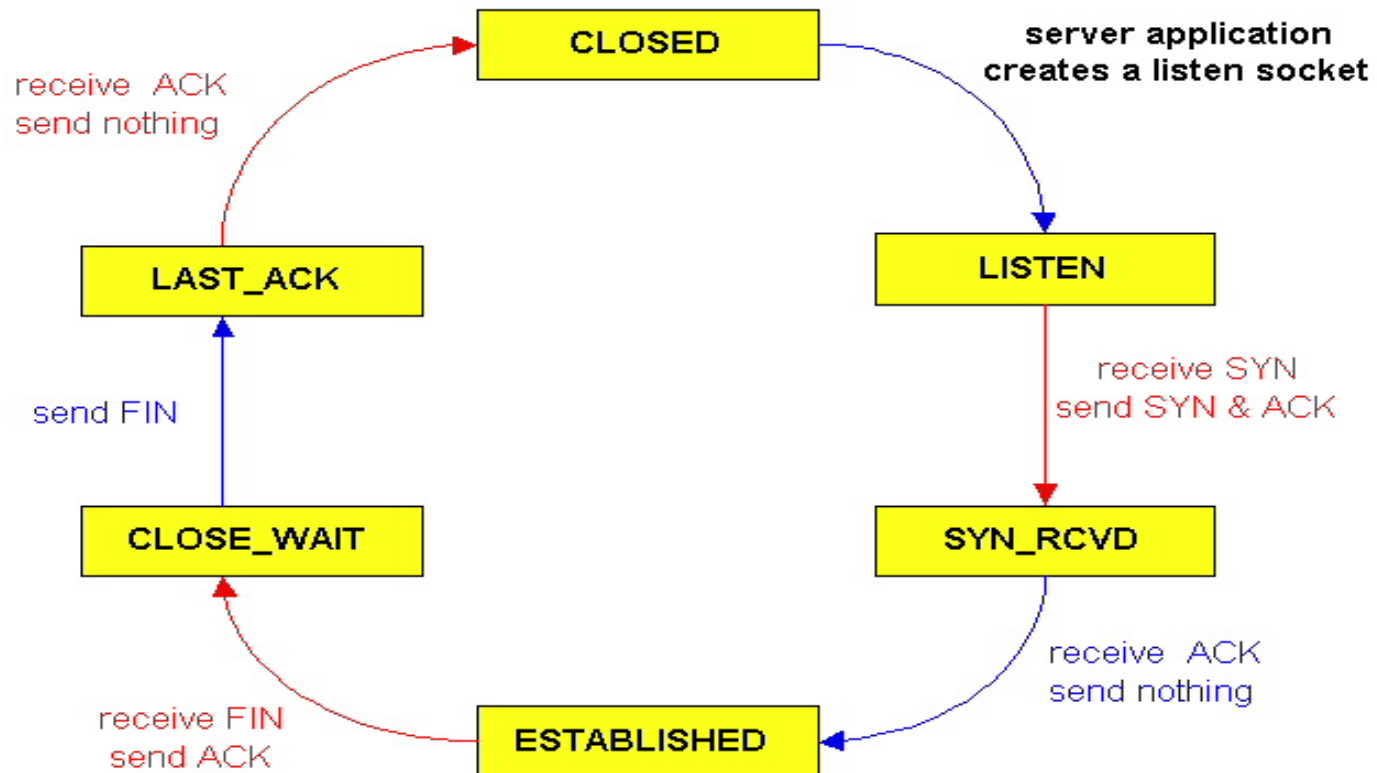 CLOSED
server application
creates a listen socket
receive ACK
send nothing
LAST_ACK
LISTEN
receive SYN
send SYN & ACK
send FIN
CLOSE_WAIT
SYN_RCVD
receive ACK
send nothing
receive FIN
send ACK
ESTABLISHED